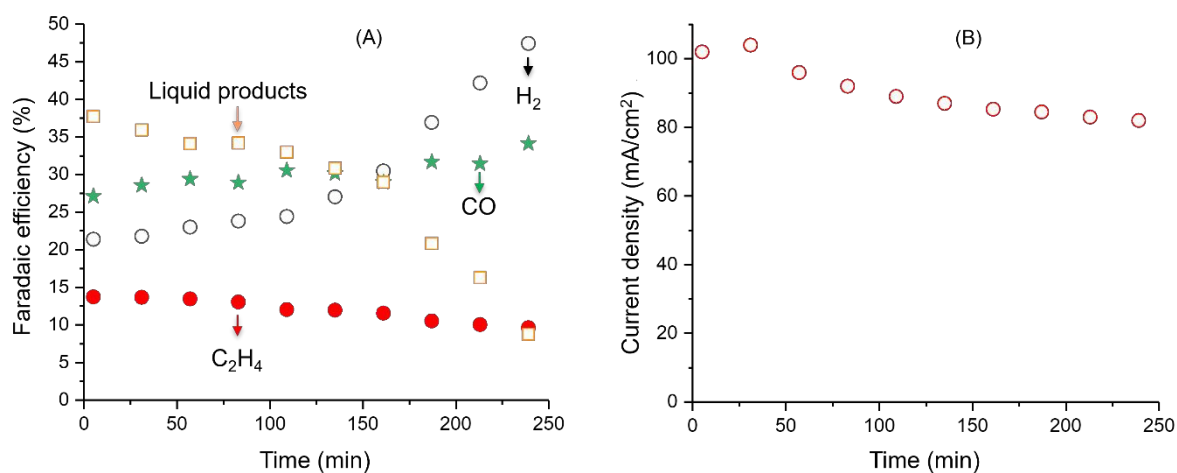 (A)
Faradaic efficiency (%)
50
45
40
35
30
25
20
15
10
5
0
Liquid products
H₂
CO
C₂H₄
0 50 100 150 200 250
Time (min)
(B)
Current density (mA/cm²)
100
80
60
40
20
0
0 50 100 150 200 250
Time (min)